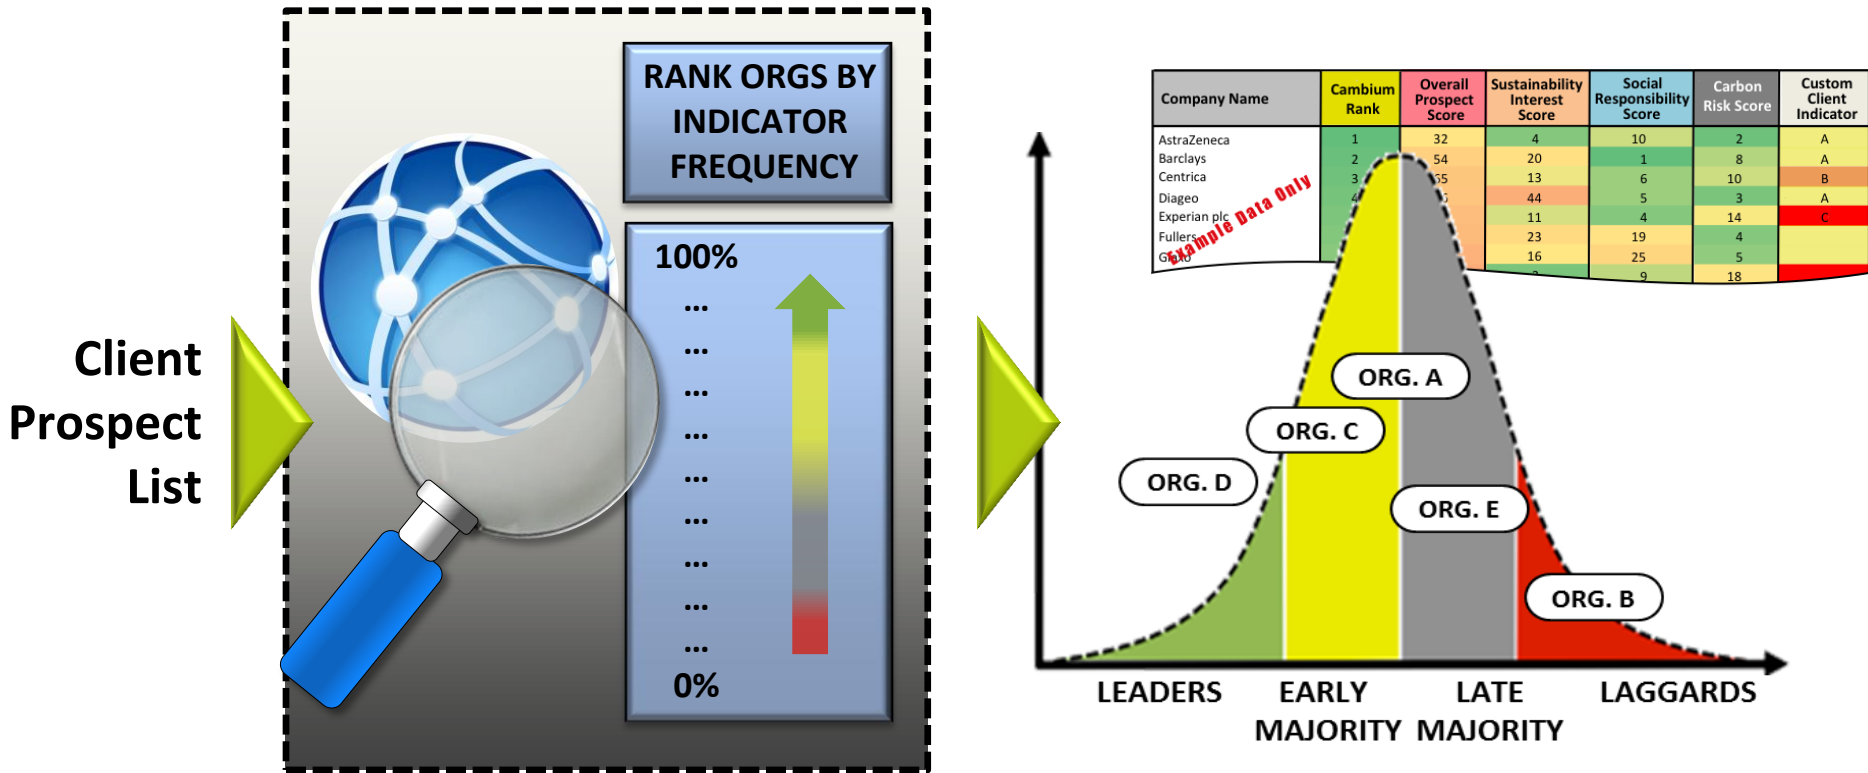 Client
Prospect
List
RANK ORGS BY
INDICATOR
FREQUENCY
100%
...
...
...
...
...
...
...
...
...
0%
Company Name
Cambium
Rank
Overall
Prospect
Score
Sustainability
Interest
Score
Social
Responsibility
Score
Carbon
Risk Score
Custom
Client
Indicator
AstraZeneca 1 32 4 10 2 A
Barclays 2 54 20 1 8 A
Centrica 3 13 6 10 B
Diageo 4 44 5 3 A
Experian plc 11 4 14 C
Fullers 23 19 4
Glaxo 16 25 5
9 18
Example Data Only
ORG. A
ORG. C
ORG. D
ORG. E
ORG. B
LEADERS
EARLY
MAJORITY
LATE
MAJORITY
LAGGARDS